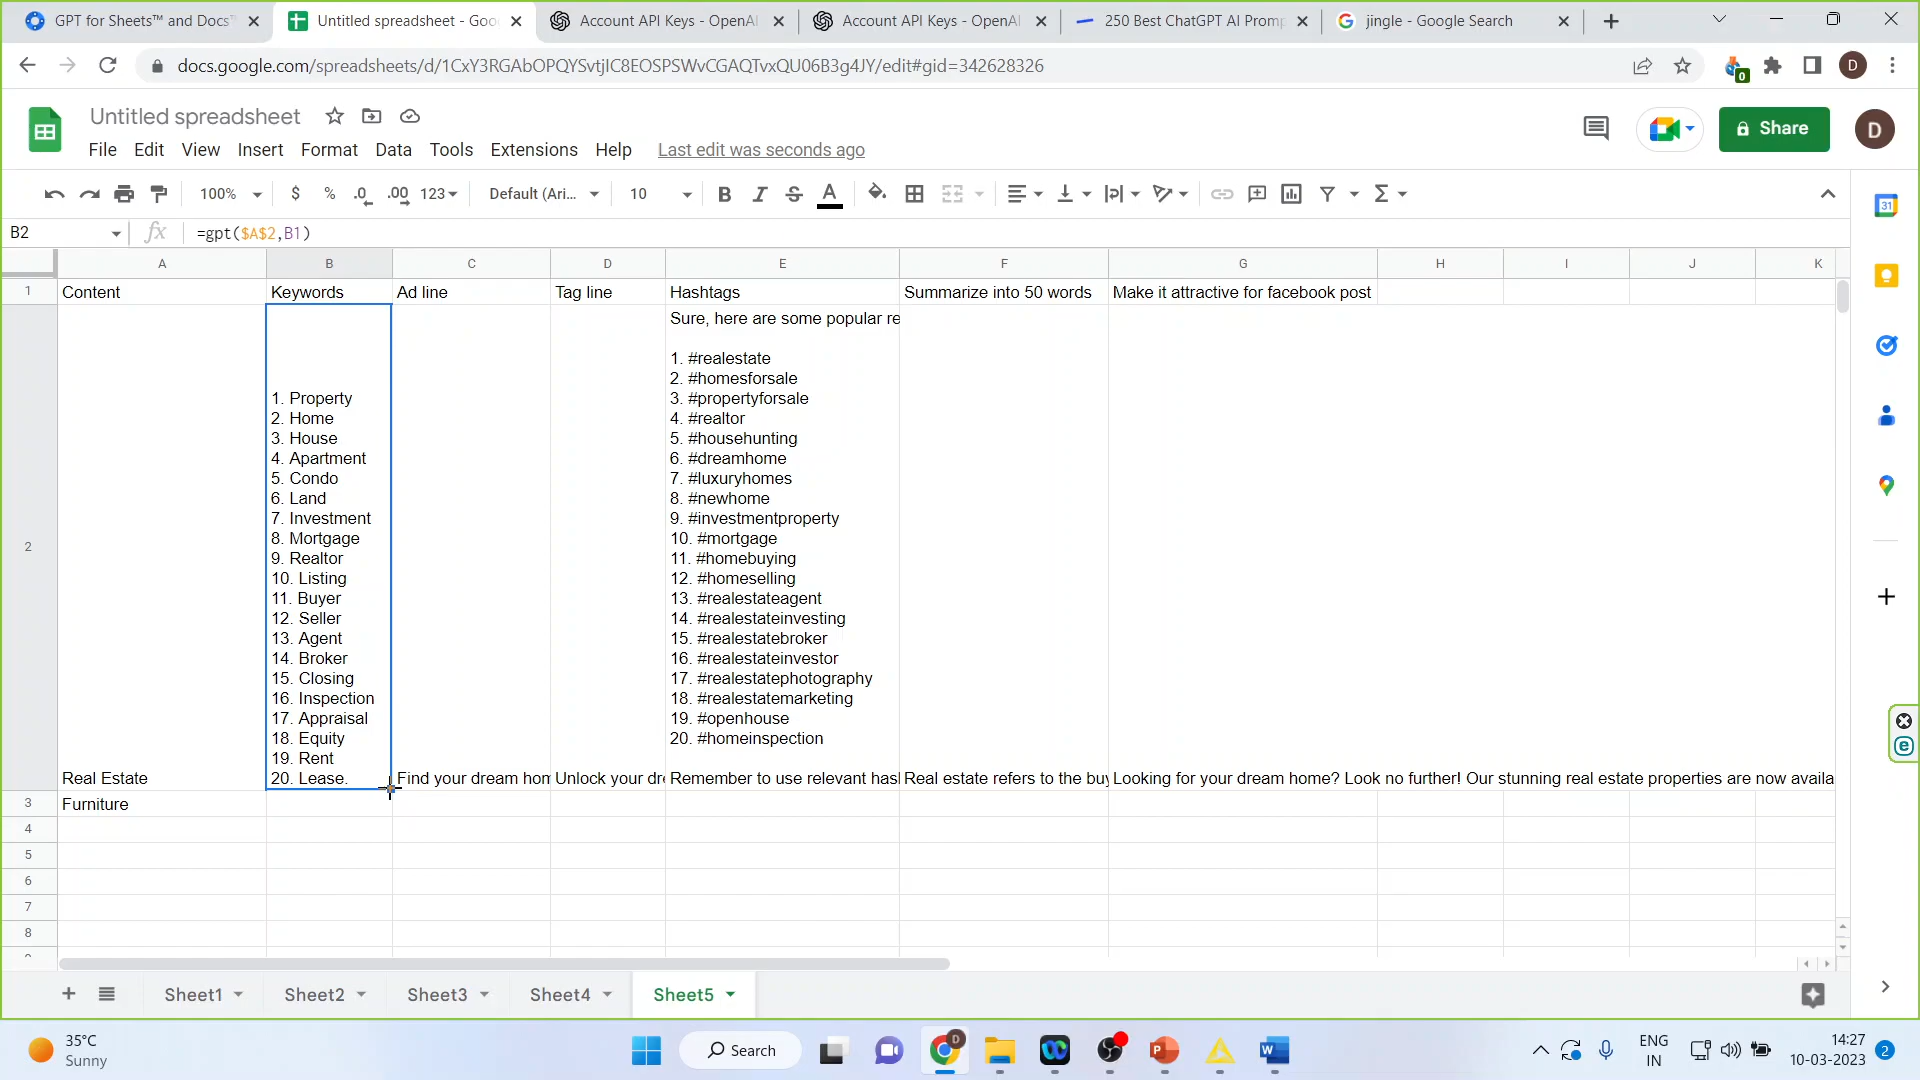 GPT for Sheets™ and Docs™
Untitled spreadsheet - Goo
Account API Keys - OpenAI
Account API Keys - OpenAI
250 Best ChatGPT AI Promp
jingle - Google Search
docs.google.com/spreadsheets/d/1CxY3RGAbOPQYSvtjIC8EOSPSWvCGAQTvxQU06B3g4JY/edit#gid=342628326
0
D
Untitled spreadsheet
Share
D
File Edit View Insert Format Data Tools Extensions Help Last edit was seconds ago
100% $ % .0 .00 123 Default (Ari... 10 B I S A Σ
31
B2 fx =gpt($A$2,B1)
A B C D E F G H I J K
1 Content Keywords Ad line Tag line Hashtags Summarize into 50 words Make it attractive for facebook post
Sure, here are some popular re
1. #realestate
2. #homesforsale
1. Property 3. #propertyforsale
2. Home 4. #realtor
3. House 5. #househunting
4. Apartment 6. #dreamhome
5. Condo 7. #luxuryhomes
6. Land 8. #newhome
7. Investment 9. #investmentproperty
8. Mortgage 10. #mortgage
2
9. Realtor 11. #homebuying
10. Listing 12. #homeselling
11. Buyer 13. #realestateagent
12. Seller 14. #realestateinvesting
13. Agent 15. #realestatebroker
14. Broker 16. #realestateinvestor
15. Closing 17. #realestatephotography
16. Inspection 18. #realestatemarketing
17. Appraisal 19. #openhouse
18. Equity 20. #homeinspection
19. Rent
Real Estate 20. Lease. Find your dream hom Unlock your dre Remember to use relevant hasl Real estate refers to the buy Looking for your dream home? Look no further! Our stunning real estate properties are now availa
3 Furniture
4
5
6
7
8
Sheet1 Sheet2 Sheet3 Sheet4 Sheet5
35°C
Sunny
Search
D
ENG
IN
14:27
10-03-2023
2